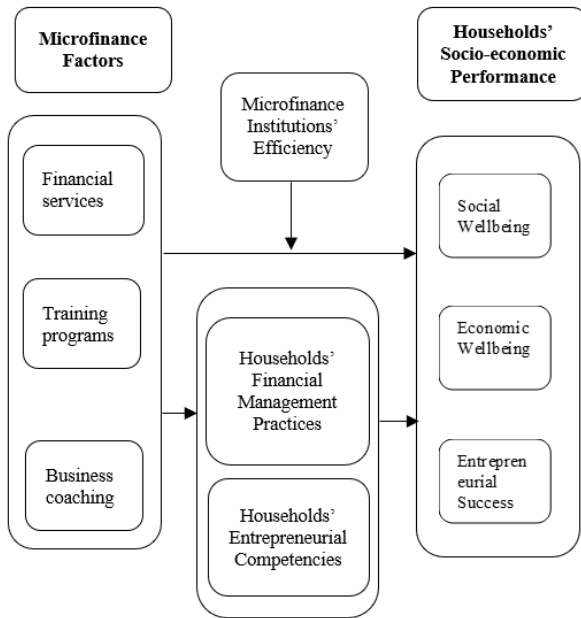 Microfinance
Factors
Households'
Socio-economic
Performance
Microfinance
Institutions'
Efficiency
Financial
services
Training
programs
Business
coaching
Households'
Financial
Management
Practices
Households'
Entrepreneurial
Competencies
Social
Wellbeing
Economic
Wellbeing
Entrepren
eurial
Success